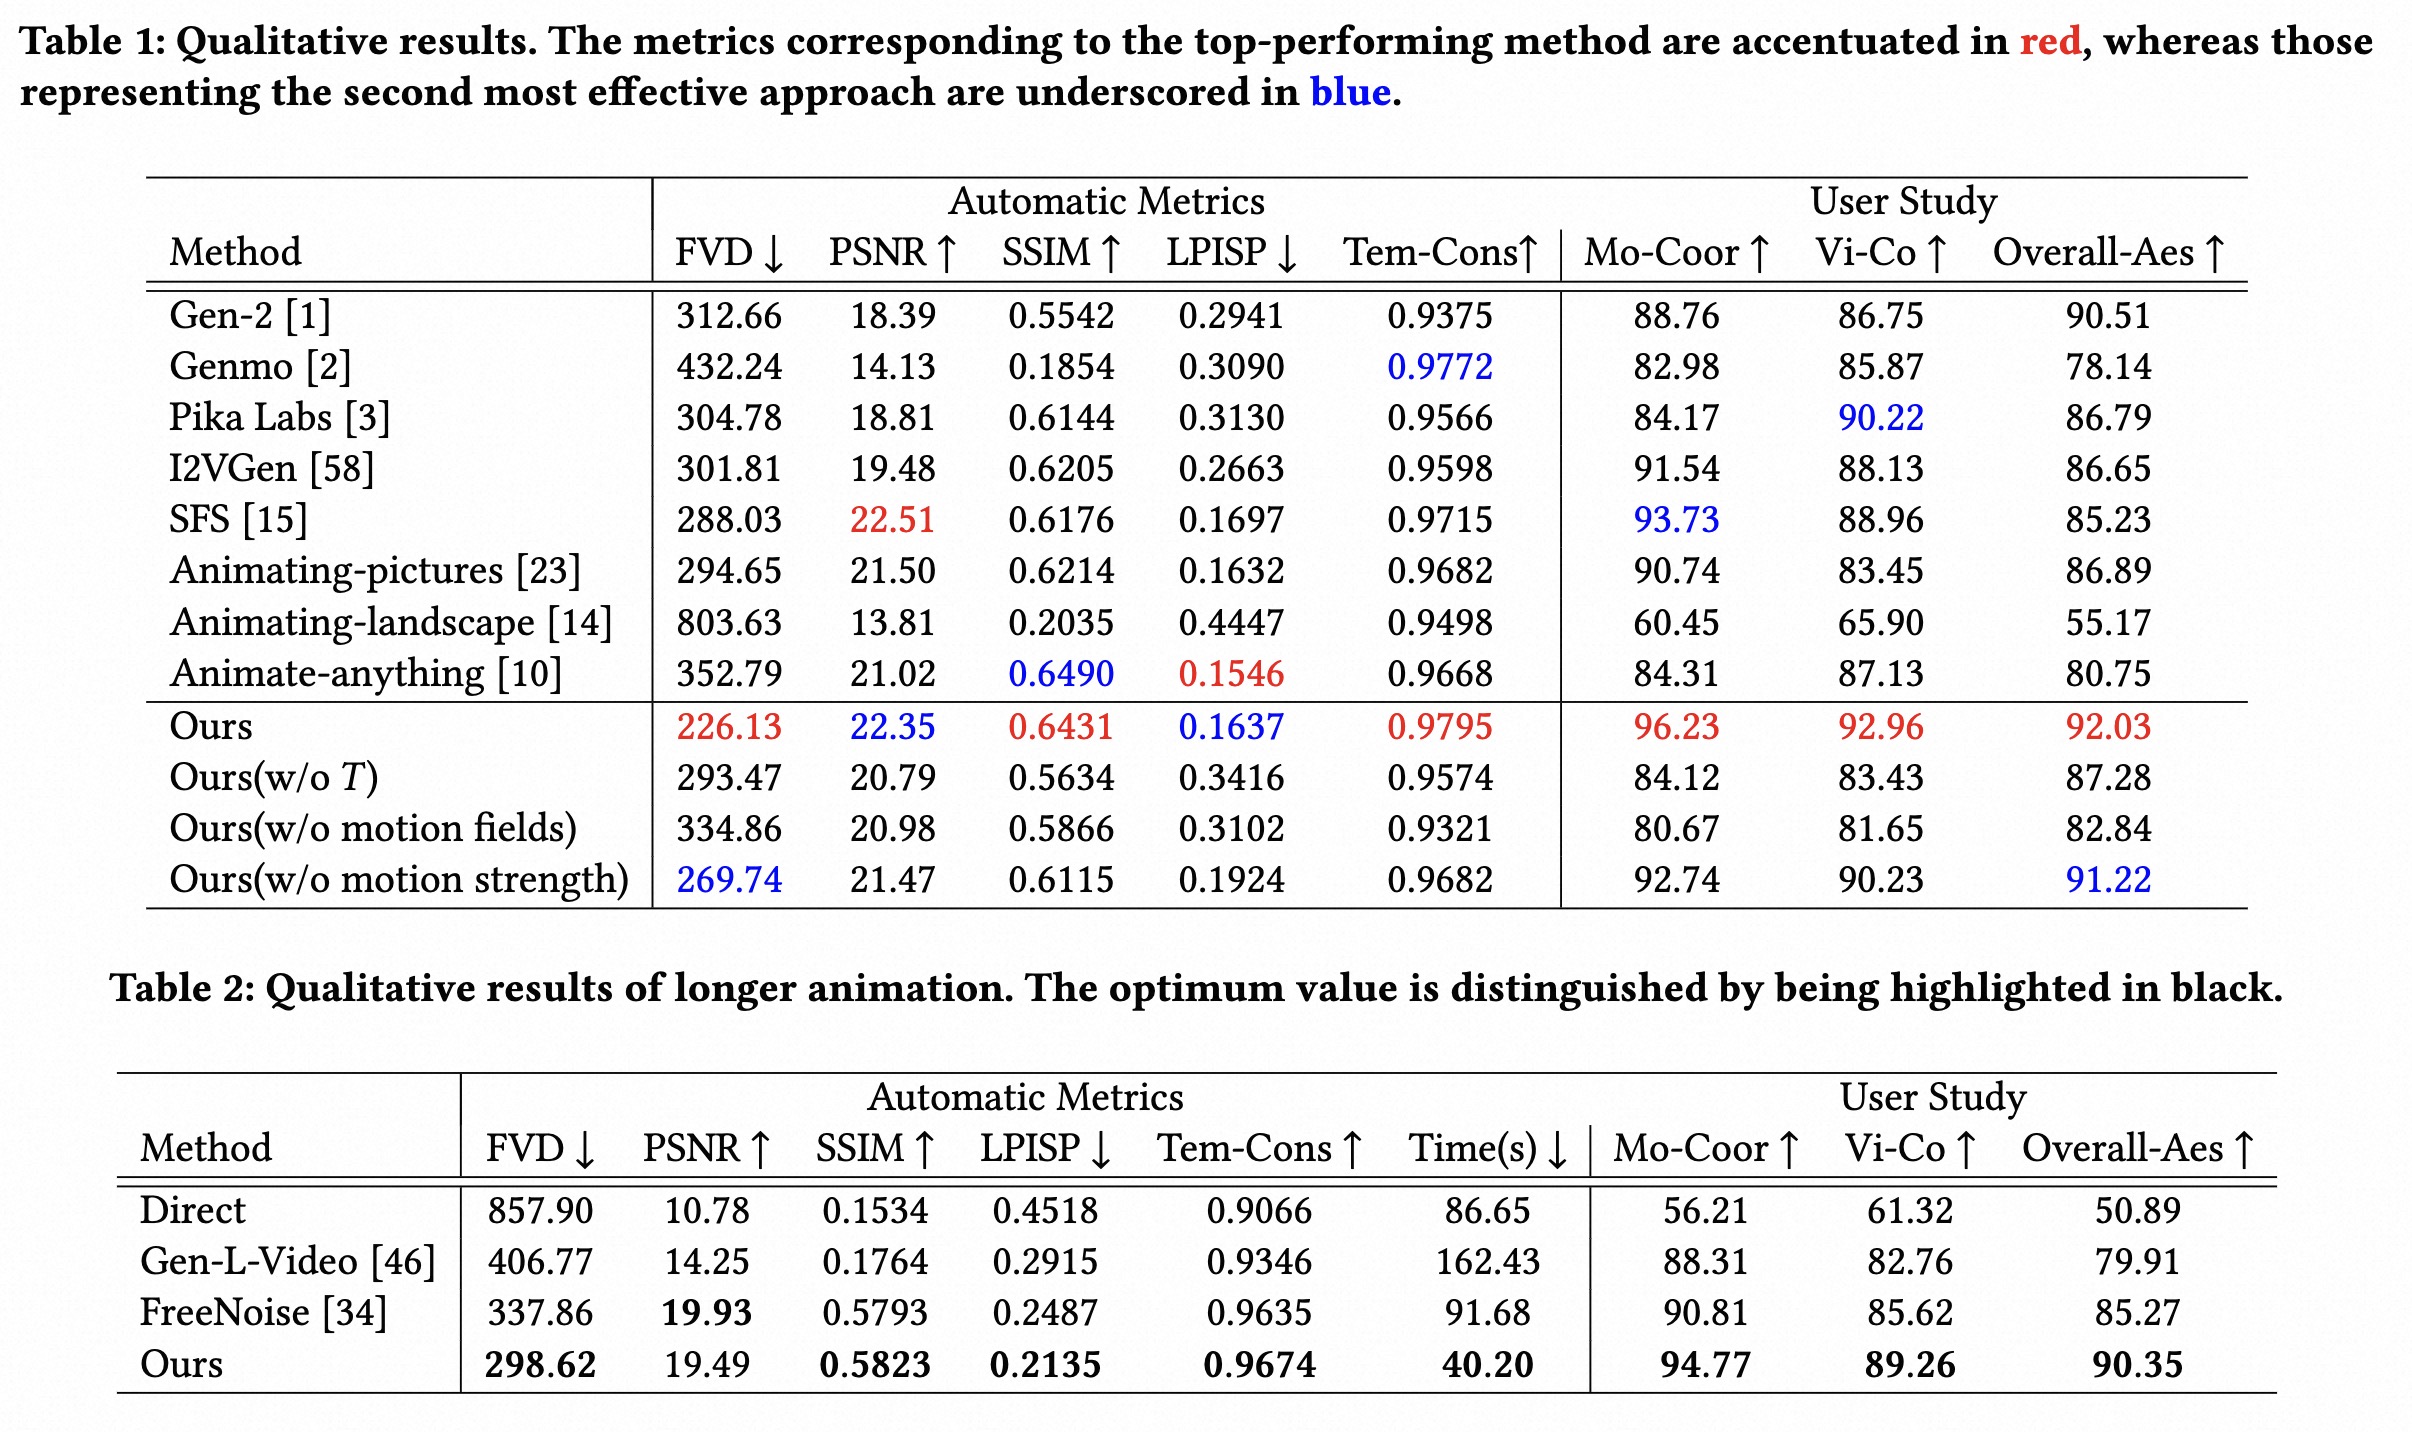 Table 1: Qualitative results. The metrics corresponding to the top-performing method are accentuated in red, whereas those
representing the second most effective approach are underscored in blue.
Automatic Metrics User Study
Method FVD ↓ PSNR ↑ SSIM ↑ LPISP ↓ Tem-Cons↑ Mo-Coor ↑ Vi-Co ↑ Overall-Aes ↑
Gen-2 [1] 312.66 18.39 0.5542 0.2941 0.9375 88.76 86.75 90.51
Genmo [2] 432.24 14.13 0.1854 0.3090 0.9772 82.98 85.87 78.14
Pika Labs [3] 304.78 18.81 0.6144 0.3130 0.9566 84.17 90.22 86.79
I2VGen [58] 301.81 19.48 0.6205 0.2663 0.9598 91.54 88.13 86.65
SFS [15] 288.03 22.51 0.6176 0.1697 0.9715 93.73 88.96 85.23
Animating-pictures [23] 294.65 21.50 0.6214 0.1632 0.9682 90.74 83.45 86.89
Animating-landscape [14] 803.63 13.81 0.2035 0.4447 0.9498 60.45 65.90 55.17
Animate-anything [10] 352.79 21.02 0.6490 0.1546 0.9668 84.31 87.13 80.75
Ours 226.13 22.35 0.6431 0.1637 0.9795 96.23 92.96 92.03
Ours(w/o T) 293.47 20.79 0.5634 0.3416 0.9574 84.12 83.43 87.28
Ours(w/o motion fields) 334.86 20.98 0.5866 0.3102 0.9321 80.67 81.65 82.84
Ours(w/o motion strength) 269.74 21.47 0.6115 0.1924 0.9682 92.74 90.23 91.22
Table 2: Qualitative results of longer animation. The optimum value is distinguished by being highlighted in black.
Automatic Metrics User Study
Method FVD ↓ PSNR ↑ SSIM ↑ LPISP ↓ Tem-Cons ↑ Time(s) ↓ Mo-Coor ↑ Vi-Co ↑ Overall-Aes ↑
Direct 857.90 10.78 0.1534 0.4518 0.9066 86.65 56.21 61.32 50.89
Gen-L-Video [46] 406.77 14.25 0.1764 0.2915 0.9346 162.43 88.31 82.76 79.91
FreeNoise [34] 337.86 19.93 0.5793 0.2487 0.9635 91.68 90.81 85.62 85.27
Ours 298.62 19.49 0.5823 0.2135 0.9674 40.20 94.77 89.26 90.35